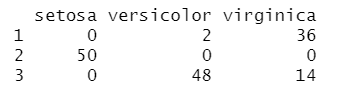 setosa versicolor virginica
1 0 2 36
2 50 0 0
3 0 48 14